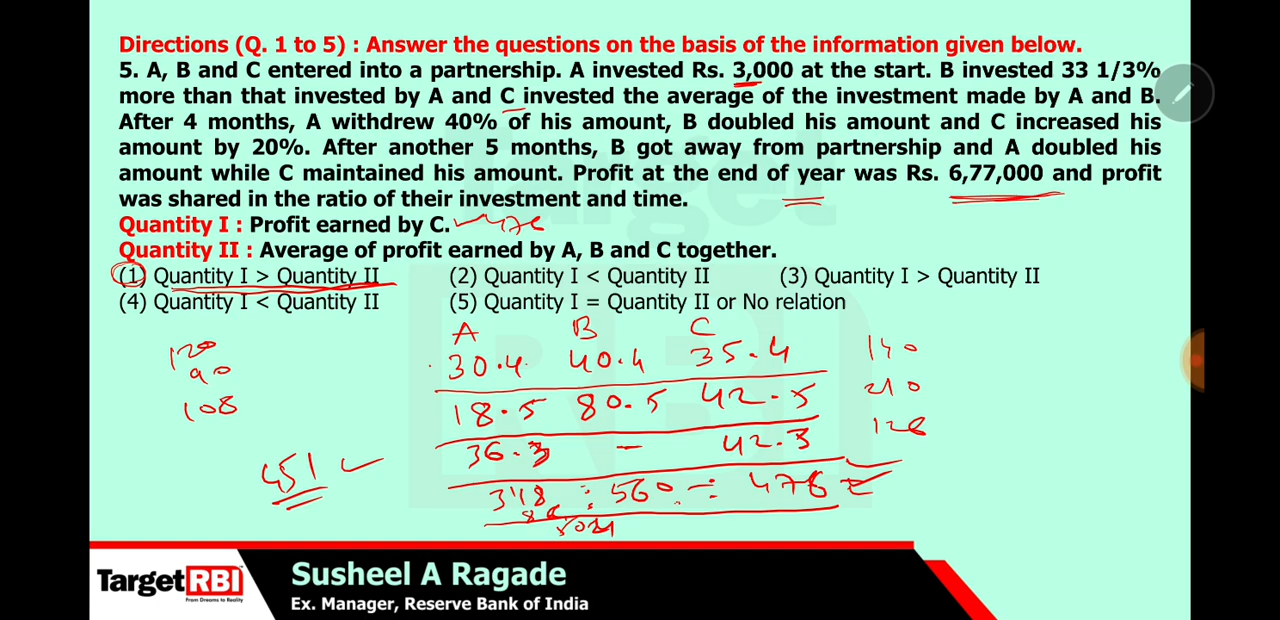 Directions (Q. 1 to 5) : Answer the questions on the basis of the information given below.
5. A, B and C entered into a partnership. A invested Rs. 3,000 at the start. B invested 33 1/3%
more than that invested by A and C invested the average of the investment made by A and B.
After 4 months, A withdrew 40% of his amount, B doubled his amount and C increased his
amount by 20%. After another 5 months, B got away from partnership and A doubled his
amount while C maintained his amount. Profit at the end of year was Rs. 6,77,000 and profit
was shared in the ratio of their investment and time.
Quantity I : Profit earned by C. 476
Quantity II : Average of profit earned by A, B and C together.
(1) Quantity I > Quantity II (2) Quantity I < Quantity II (3) Quantity I > Quantity II
(4) Quantity I < Quantity II (5) Quantity I = Quantity II or No relation
A B C
120 30.4 40.4 35.4 140
90 18.5 80.5 42.5 210
108 36.3 – 42.3 126
451 318 : 560 : 476
Target RBI
From Dreams to Reality
Susheel A Ragade
Ex. Manager, Reserve Bank of India